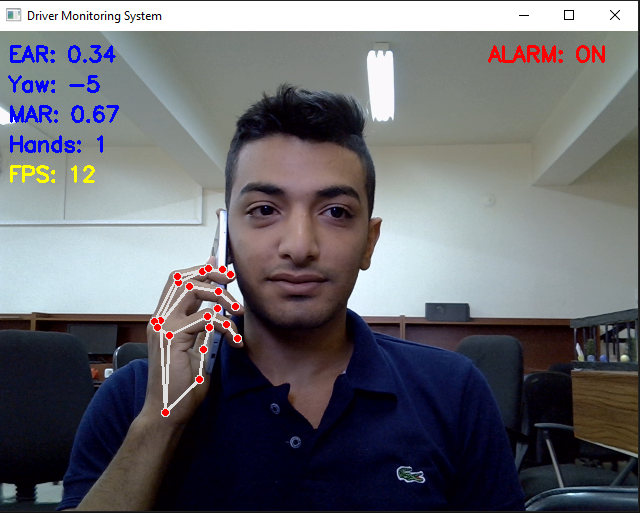 Driver Monitoring System
EAR: 0.34
ALARM: ON
Yaw: -5
MAR: 0.67
Hands: 1
FPS: 12